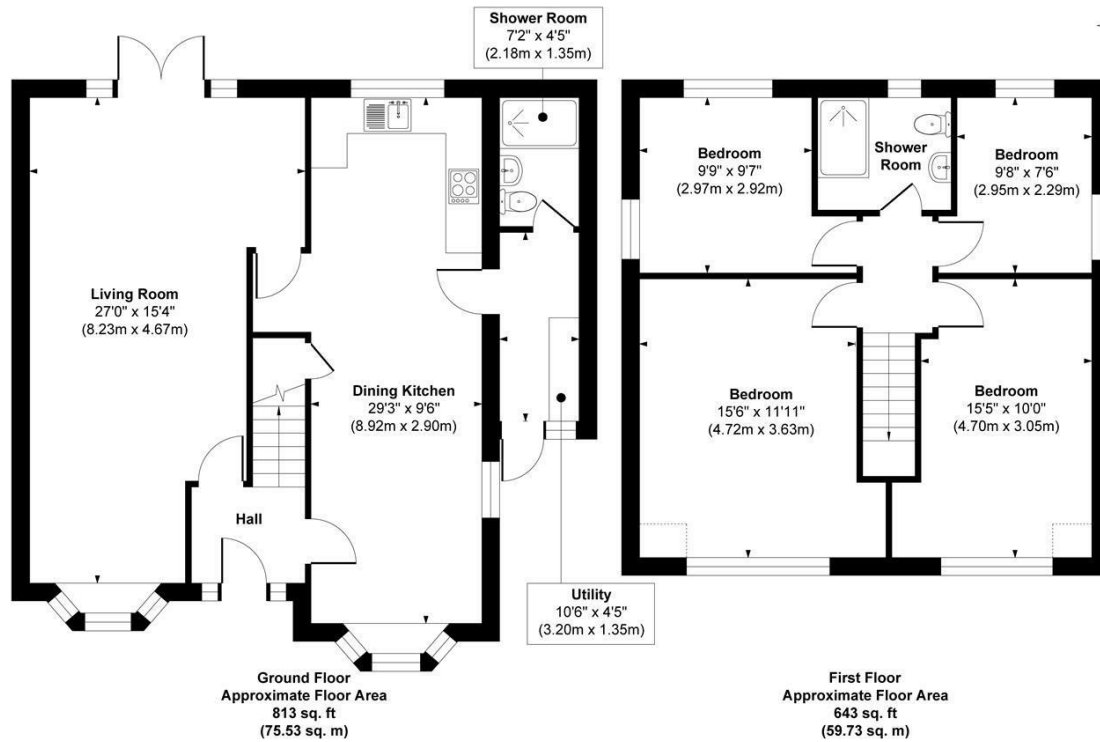 Shower Room
7'2" x 4'5"
(2.18m x 1.35m)
Living Room
27'0" x 15'4"
(8.23m x 4.67m)
Dining Kitchen
29'3" x 9'6"
(8.92m x 2.90m)
Hall
Utility
10'6" x 4'5"
(3.20m x 1.35m)
Ground Floor
Approximate Floor Area
813 sq. ft
(75.53 sq. m)
Bedroom
9'9" x 9'7"
(2.97m x 2.92m)
Shower
Room
Bedroom
9'8" x 7'6"
(2.95m x 2.29m)
Bedroom
15'6" x 11'11"
(4.72m x 3.63m)
Bedroom
15'5" x 10'0"
(4.70m x 3.05m)
First Floor
Approximate Floor Area
643 sq. ft
(59.73 sq. m)